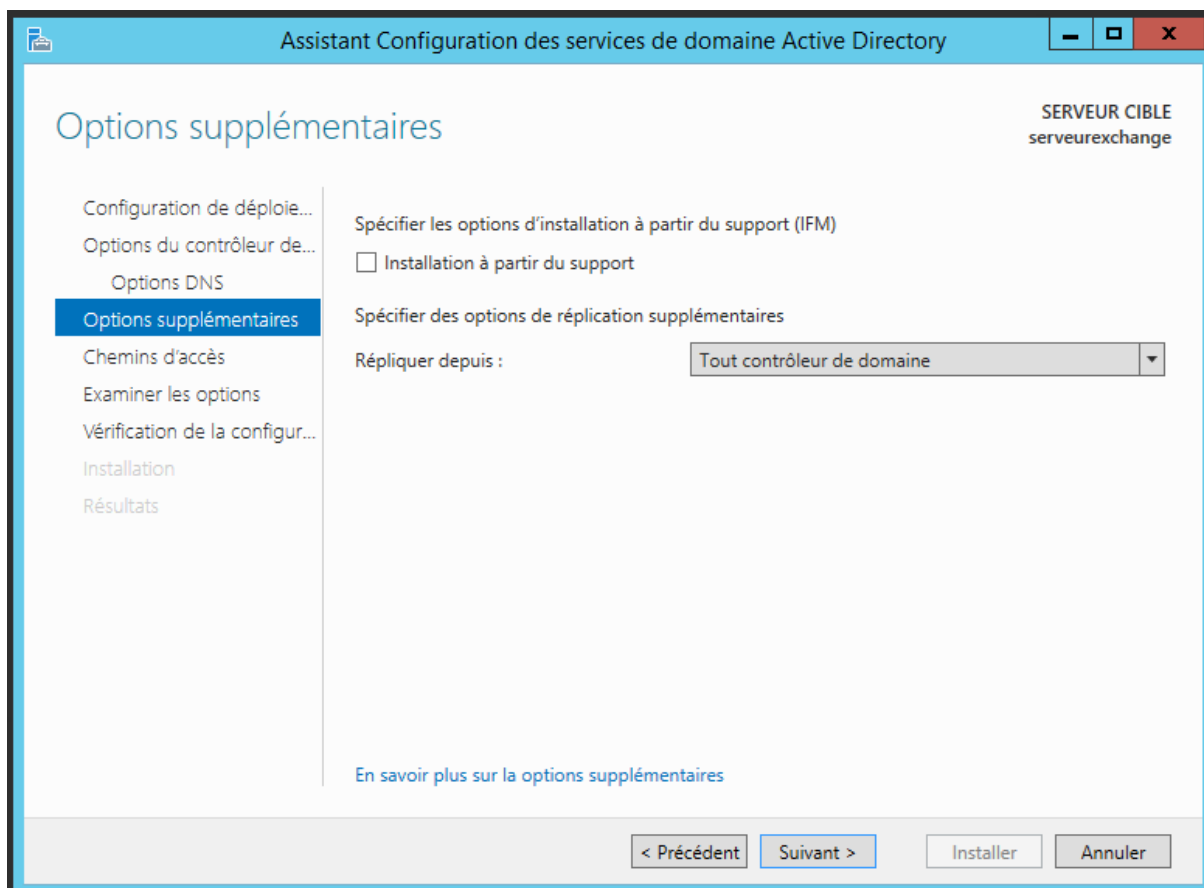 Assistant Configuration des services de domaine Active Directory
Options supplémentaires
SERVEUR CIBLE
serveurexchange
Configuration de déploie...
Options du contrôleur de...
Options DNS
Options supplémentaires
Chemins d'accès
Examiner les options
Vérification de la configur...
Installation
Résultats
Spécifier les options d'installation à partir du support (IFM)
Installation à partir du support
Spécifier des options de réplication supplémentaires
Répliquer depuis :
Tout contrôleur de domaine
En savoir plus sur la options supplémentaires
< Précédent
Suivant >
Installer
Annuler